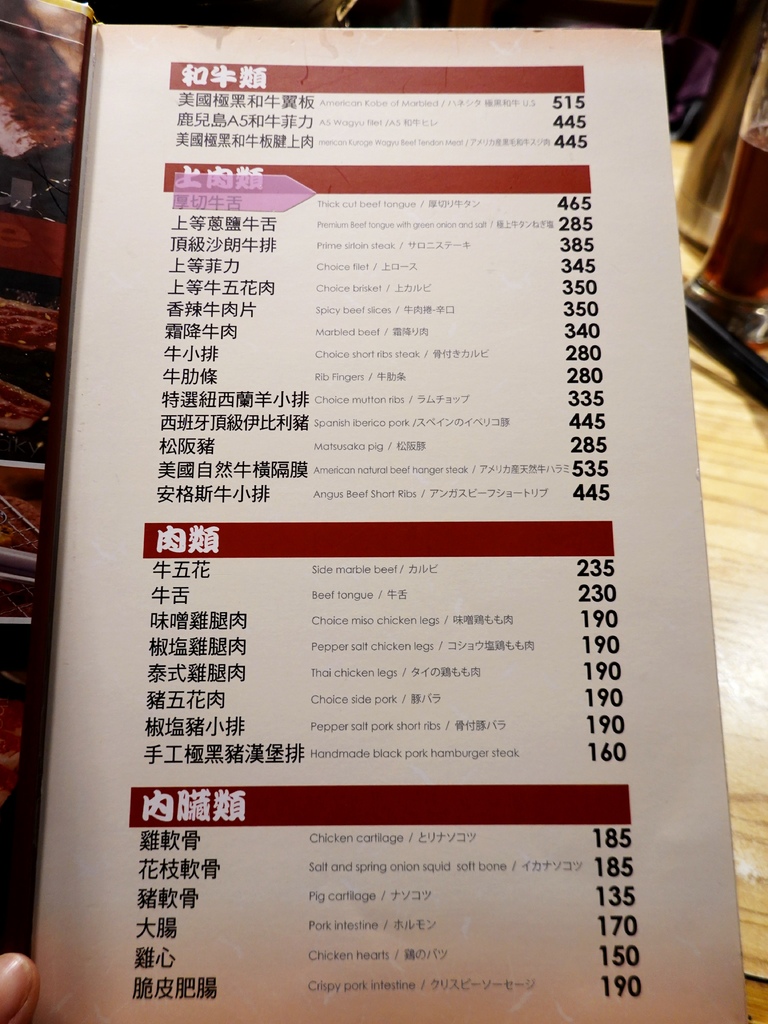 和牛類
美國極黑和牛翼板 American Kobe of Marbled / ハネシタ 極黒和牛 U.S 515
鹿兒島A5和牛菲力 A5 Wagyu filet /A5 和牛ヒレ 445
美國極黑和牛板腱上肉 merican Kuroge Wagyu Beef Tendon Meat / アメリカ産黒毛和牛スジ肉 445
上肉類
厚切牛舌 Thick cut beef tongue / 厚切り牛タン 465
上等蔥鹽牛舌 Premium Beef tongue with green onion and salt / 極上牛タンねぎ塩 285
頂級沙朗牛排 Prime sirloin steak / サロニステーキ 385
上等菲力 Choice filet / 上ロース 345
上等牛五花肉 Choice brisket / 上カルビ 350
香辣牛肉片 Spicy beef slices / 牛肉捲-辛口 350
霜降牛肉 Marbled beef / 霜降り肉 340
牛小排 Choice short ribs steak / 骨付きカルビ 280
牛肋條 Rib Fingers / 牛肋条 280
特選紐西蘭羊小排 Choice mutton ribs / ラムチョップ 335
西班牙頂級伊比利豬 Spanish iberico pork /スペインのイベリコ豚 445
松阪豬 Matsusaka pig / 松阪豚 285
美國自然牛橫隔膜 American natural beef hanger steak / アメリカ産天然牛ハラミ 535
安格斯牛小排 Angus Beef Short Ribs / アンガスビーフショートリブ 445
肉類
牛五花 Side marble beef / カルビ 235
牛舌 Beef tongue / 牛舌 230
味噌雞腿肉 Choice miso chicken legs / 味噌鶏もも肉 190
椒塩雞腿肉 Pepper salt chicken legs / コショウ塩鶏もも肉 190
泰式雞腿肉 Thai chicken legs / タイの鶏もも肉 190
豬五花肉 Choice side pork / 豚バラ 190
椒塩豬小排 Pepper salt pork short ribs / 骨付豚バラ 190
手工極黑豬漢堡排 Handmade black pork hamburger steak 160
內臟類
雞軟骨 Chicken cartilage / とりナソコツ 185
花枝軟骨 Salt and spring onion squid soft bone / イカナソコツ 185
豬軟骨 Pig cartilage / ナソコツ 135
大腸 Pork intestine / ホルモン 170
雞心 Chicken hearts / 鶏のハツ 150
脆皮肥腸 Crispy pork intestine / クリスピーソーセージ 190